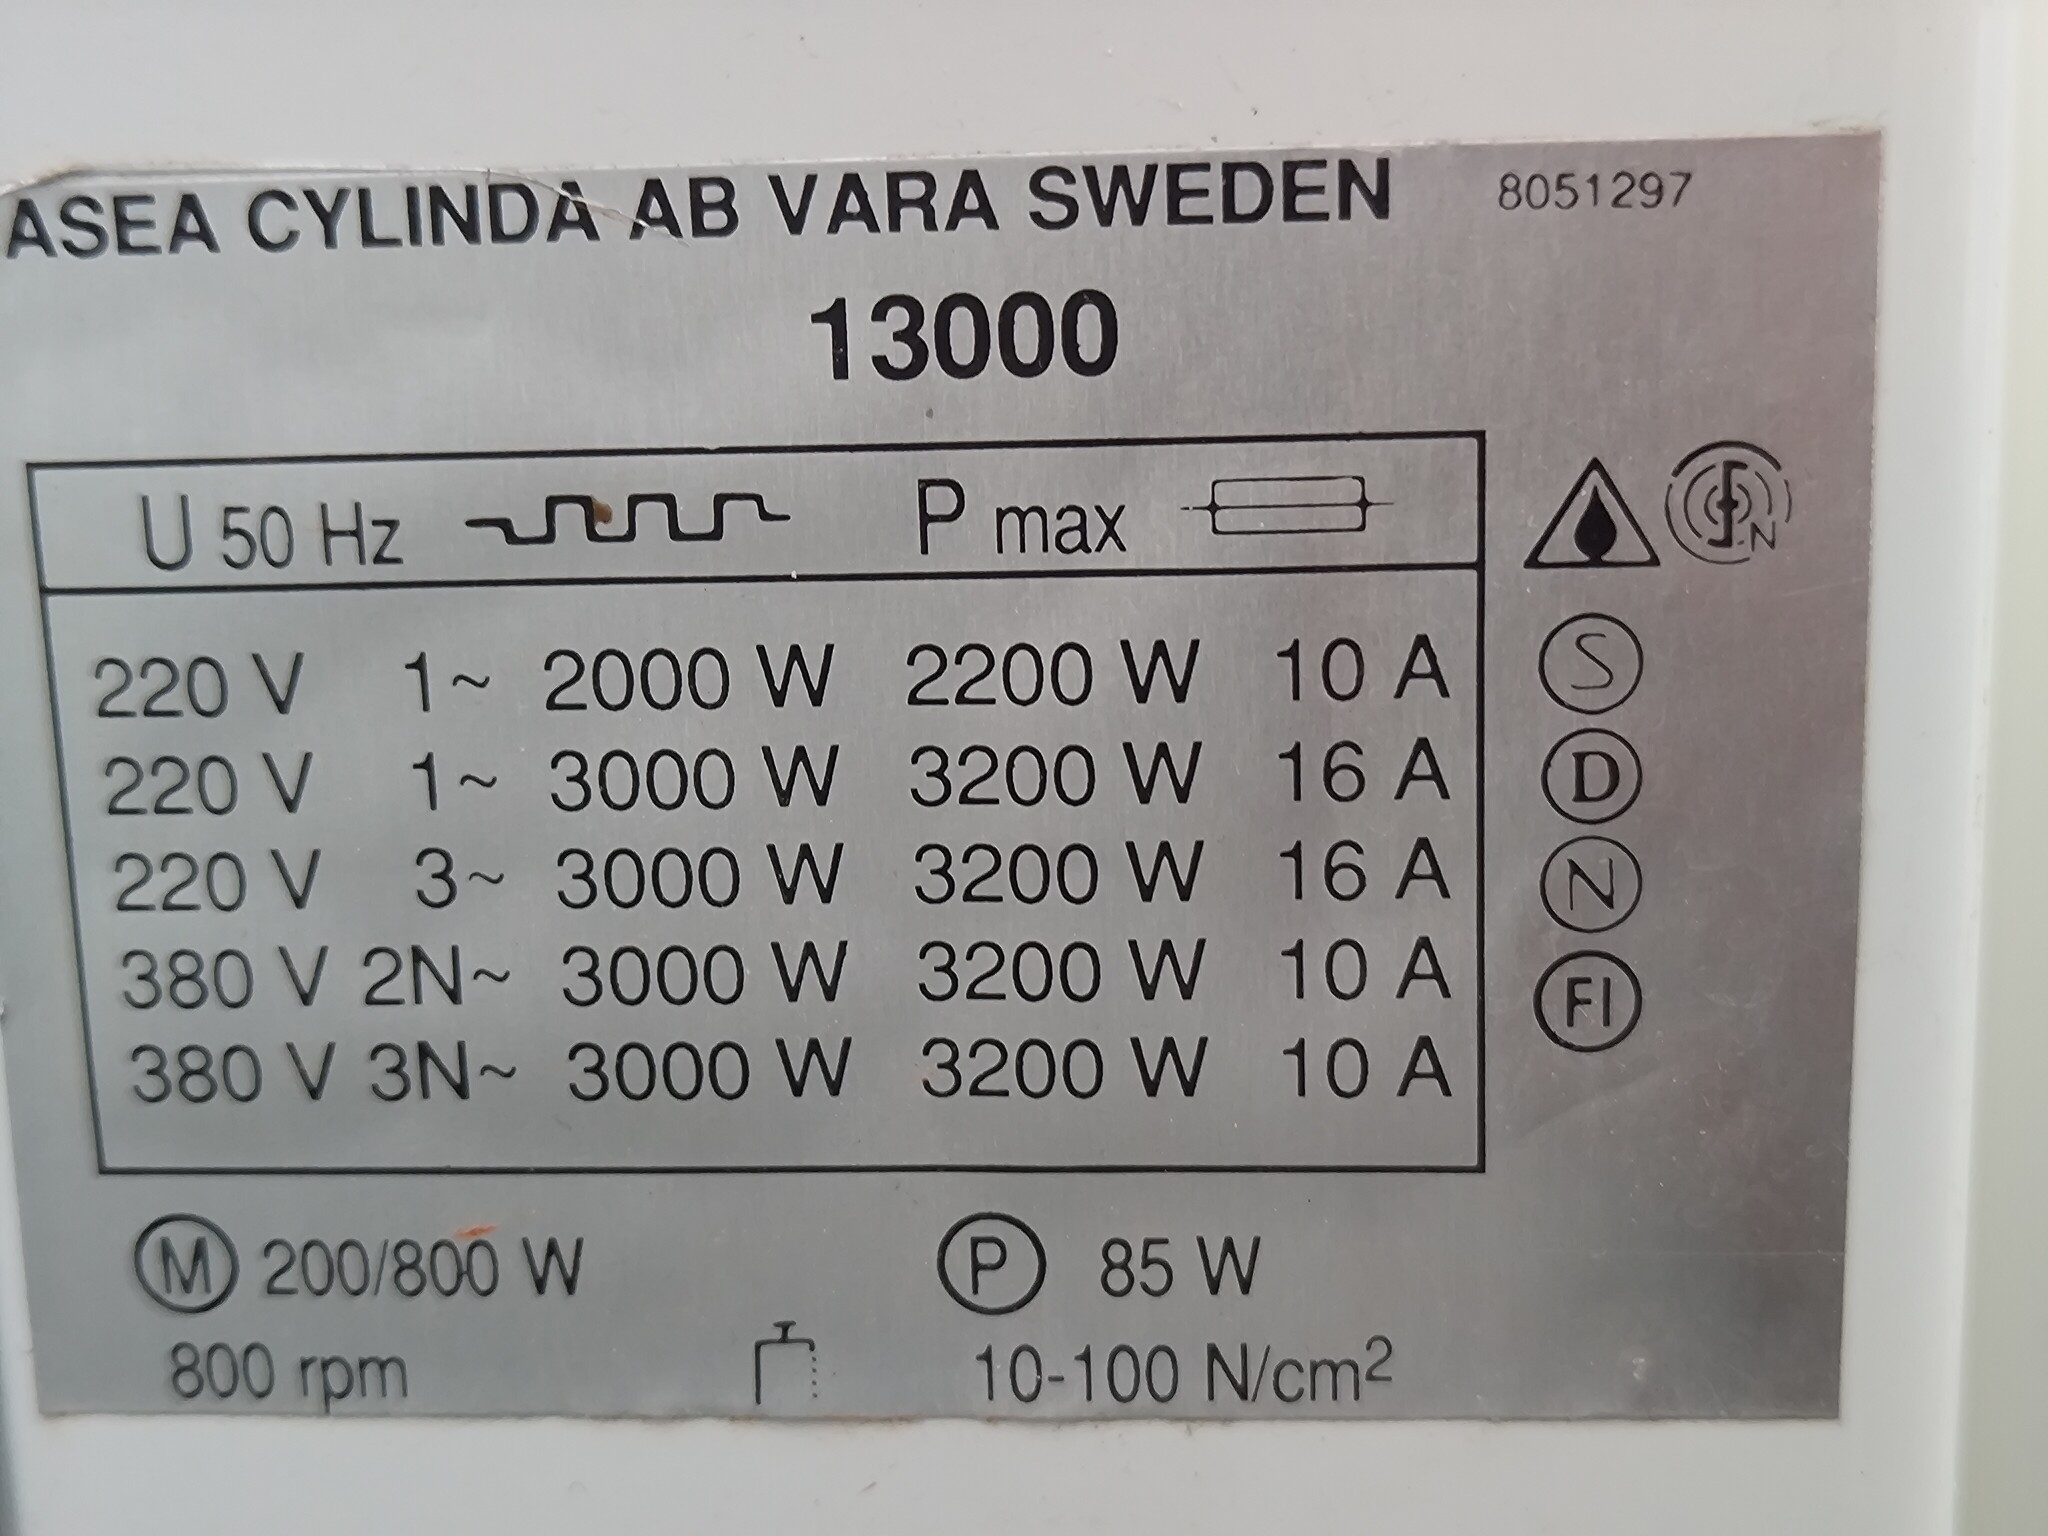 ASEA CYLINDA AB VARA SWEDEN 8051297
13000
U 50 Hz P max
220 V 1~ 2000 W 2200 W 10 A
220 V 1~ 3000 W 3200 W 16 A
220 V 3~ 3000 W 3200 W 16 A
380 V 2N~ 3000 W 3200 W 10 A
380 V 3N~ 3000 W 3200 W 10 A
S
D
N
FI
M 200/800 W P 85 W
800 rpm 10-100 N/cm²